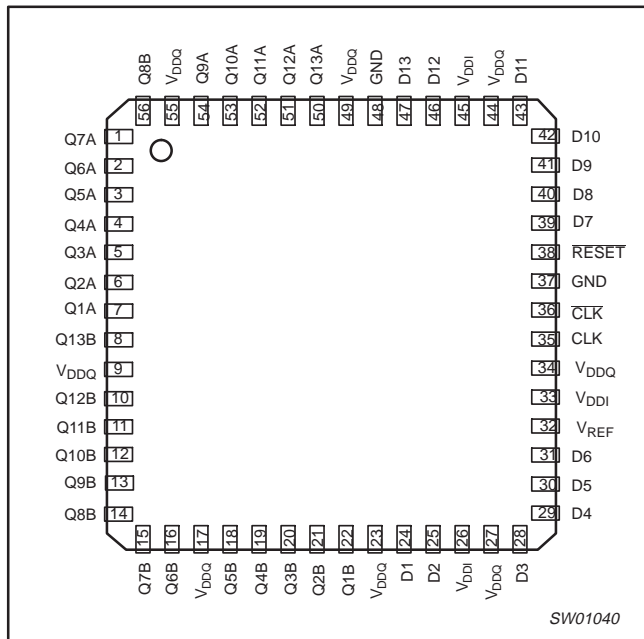 Q8B VDDQ Q9A Q10A Q11A Q12A Q13A VDDQ GND D13 D12 VDDI VDDQ D11
56 55 54 53 52 51 50 49 48 47 46 45 44 43
Q7A 1 42 D10
Q6A 2 41 D9
Q5A 3 40 D8
Q4A 4 39 D7
Q3A 5 38 RESET
Q2A 6 37 GND
Q1A 7 36 CLK
Q13B 8 35 CLK
VDDQ 9 34 VDDQ
Q12B 10 33 VDDI
Q11B 11 32 VREF
Q10B 12 31 D6
Q9B 13 30 D5
Q8B 14 29 D4
15 16 17 18 19 20 21 22 23 24 25 26 27 28
Q7B Q6B VDDQ Q5B Q4B Q3B Q2B Q1B VDDQ D1 D2 VDDI VDDQ D3
SW01040